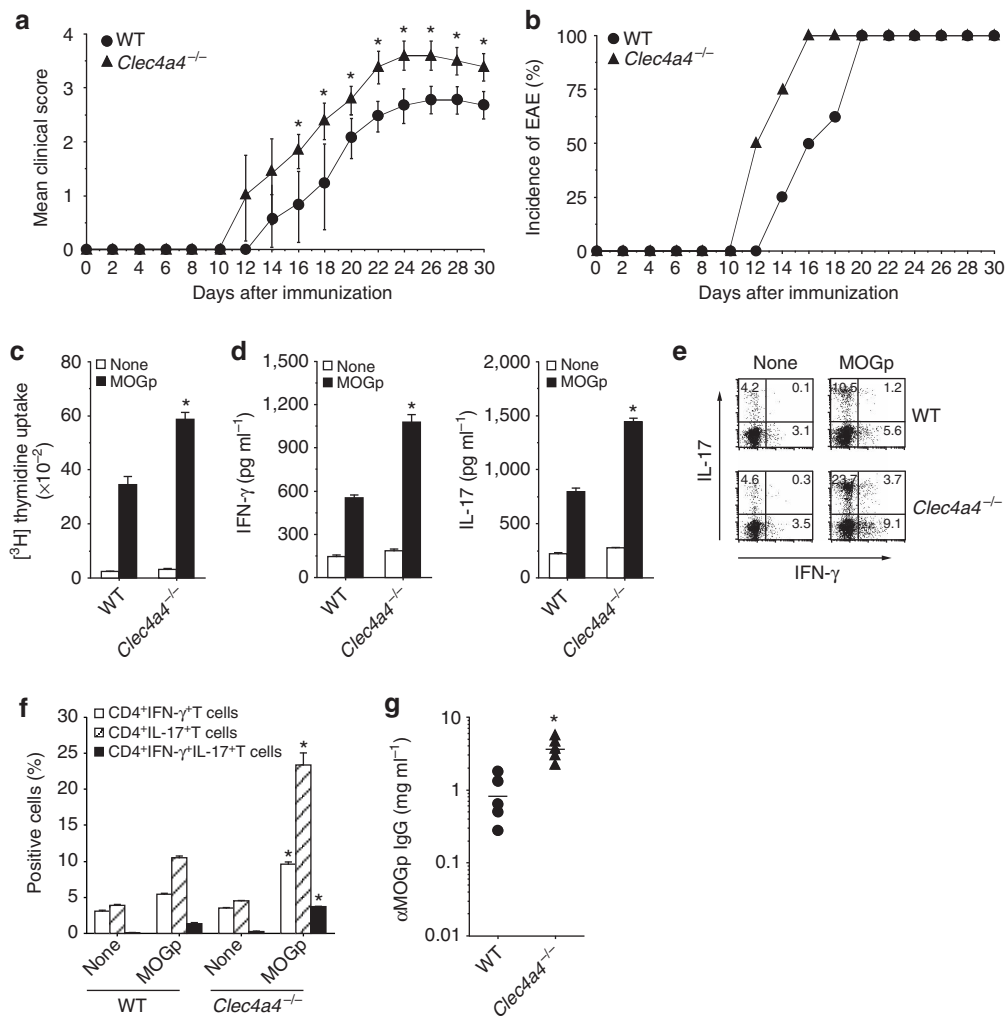 a
WT
Clec4a4⁻/⁻
Mean clinical score
4
3
2
1
0
0 2 4 6 8 10 12 14 16 18 20 22 24 26 28 30
Days after immunization
* * * * * * * *
b
WT
Clec4a4⁻/⁻
Incidence of EAE (%)
100
75
50
25
0
0 2 4 6 8 10 12 14 16 18 20 22 24 26 28 30
Days after immunization
c
None
MOGp
[³H] thymidine uptake
(×10⁻²)
80
60
40
20
0
*
WT
Clec4a4⁻/⁻
d
None
MOGp
IFN-γ (pg ml⁻¹)
1,500
1,200
900
600
300
0
*
WT
Clec4a4⁻/⁻
None
MOGp
IL-17 (pg ml⁻¹)
2,000
1,500
1,000
500
0
*
WT
Clec4a4⁻/⁻
e
None MOGp
4.2 0.1
3.1
10.5 1.2
5.6
WT
4.6 0.3
3.5
23.7 3.7
9.1
Clec4a4⁻/⁻
IL-17
IFN-γ
f
CD4⁺IFN-γ⁺T cells
CD4⁺IL-17⁺T cells
CD4⁺IFN-γ⁺IL-17⁺T cells
Positive cells (%)
30
25
20
15
10
5
0
* * *
None MOGp None MOGp
WT Clec4a4⁻/⁻
g
αMOGp IgG (mg ml⁻¹)
10
1
0.1
0.01
*
WT
Clec4a4⁻/⁻